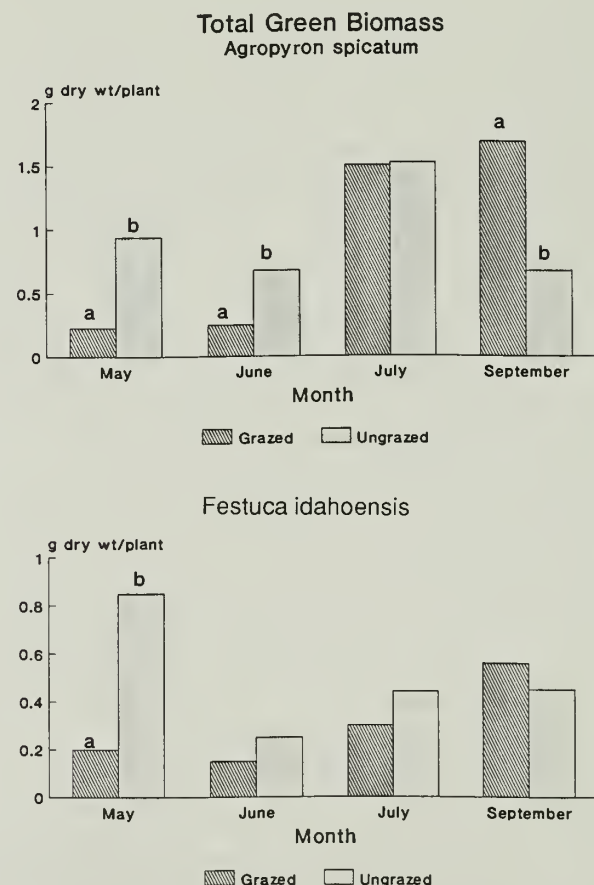 Total Green Biomass
Agropyron spicatum
g dry wt/plant
2
1.5
1
0.5
0
a
b
a
b
a
b
May
June
July
September
Month
Grazed
Ungrazed
Festuca idahoensis
g dry wt/plant
1
0.8
0.6
0.4
0.2
0
a
b
May
June
July
September
Month
Grazed
Ungrazed